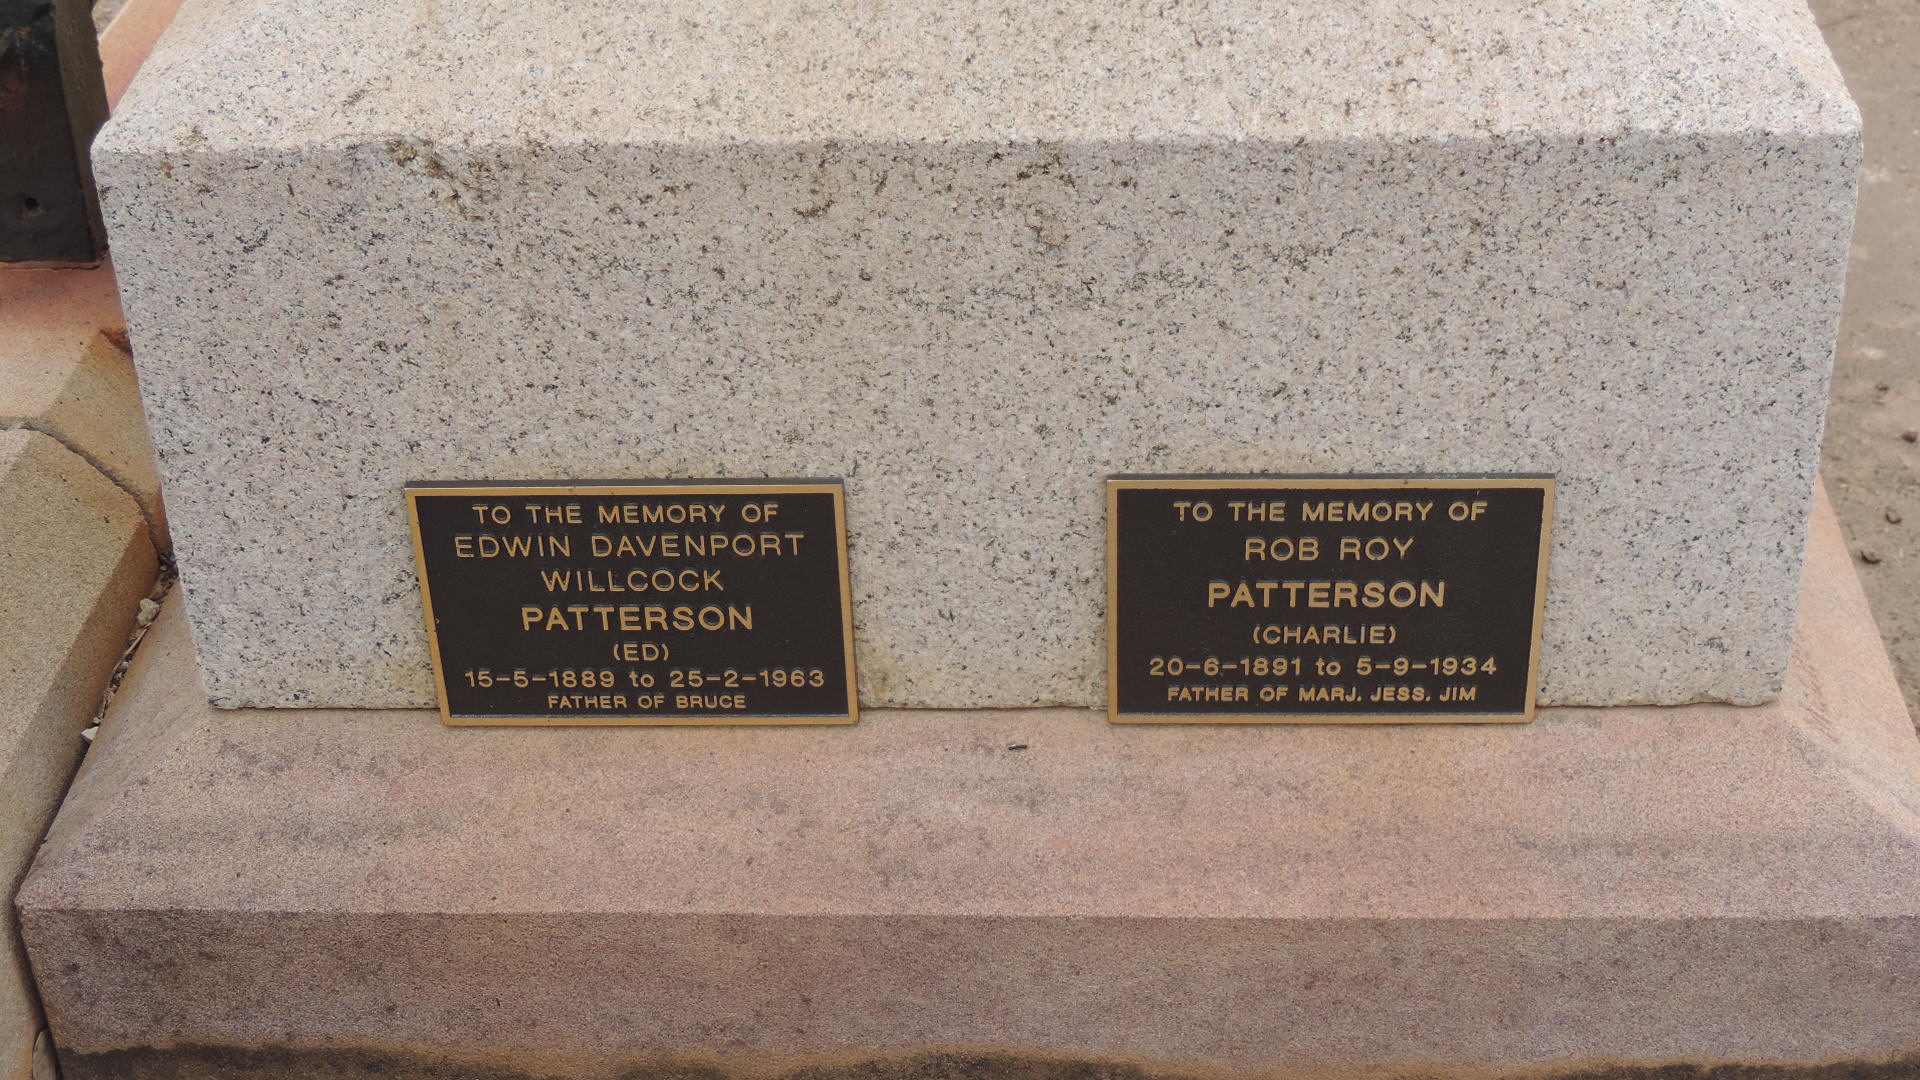 TO THE MEMORY OF
EDWIN DAVENPORT
WILLCOCK
PATTERSON
(ED)
15-5-1889 to 25-2-1963
FATHER OF BRUCE
TO THE MEMORY OF
ROB ROY
PATTERSON
(CHARLIE)
20-6-1891 to 5-9-1934
FATHER OF MARJ. JESS. JIM